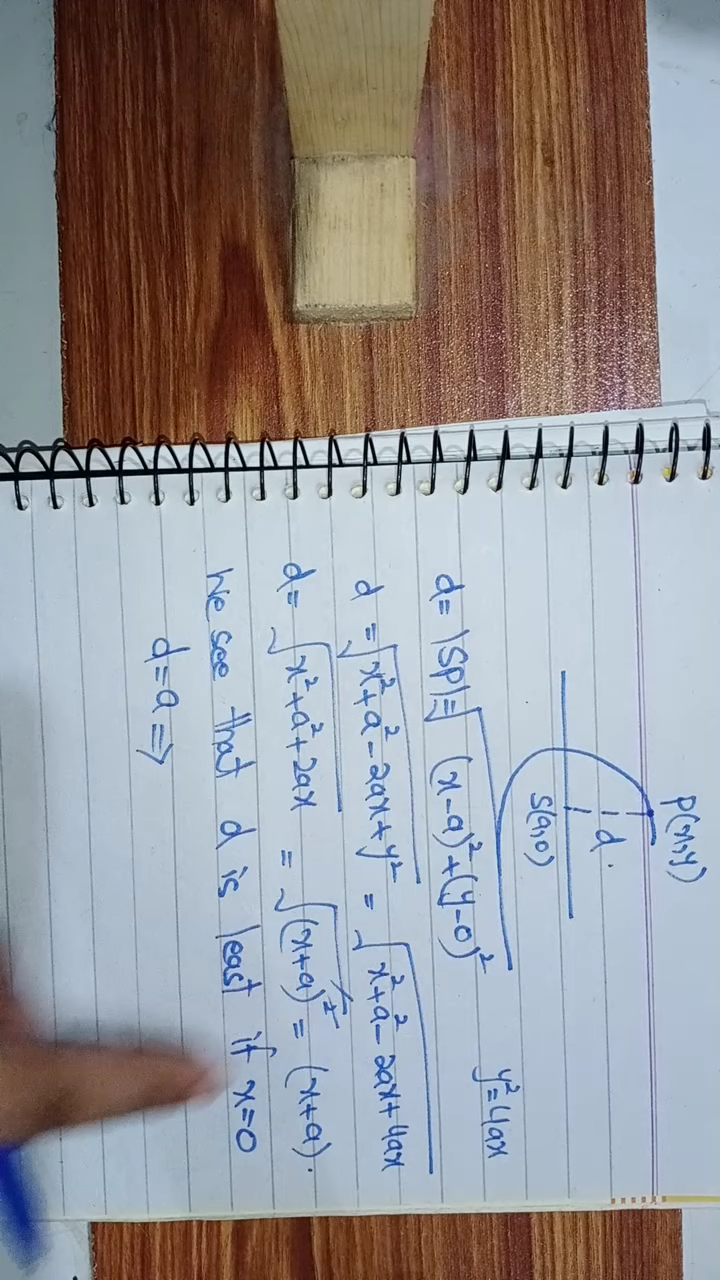 P(x,y)
d.
S(a,0)
y²=4ax
d= |SP|=√(x-a)²+(y-0)²
d =√x²+a²-2ax+y² = √x²+a²-2ax+4ax
d= √x²+a²+2ax = √(x+a)² = (x+a).
We see that d is least if x=0
d=a ⇒